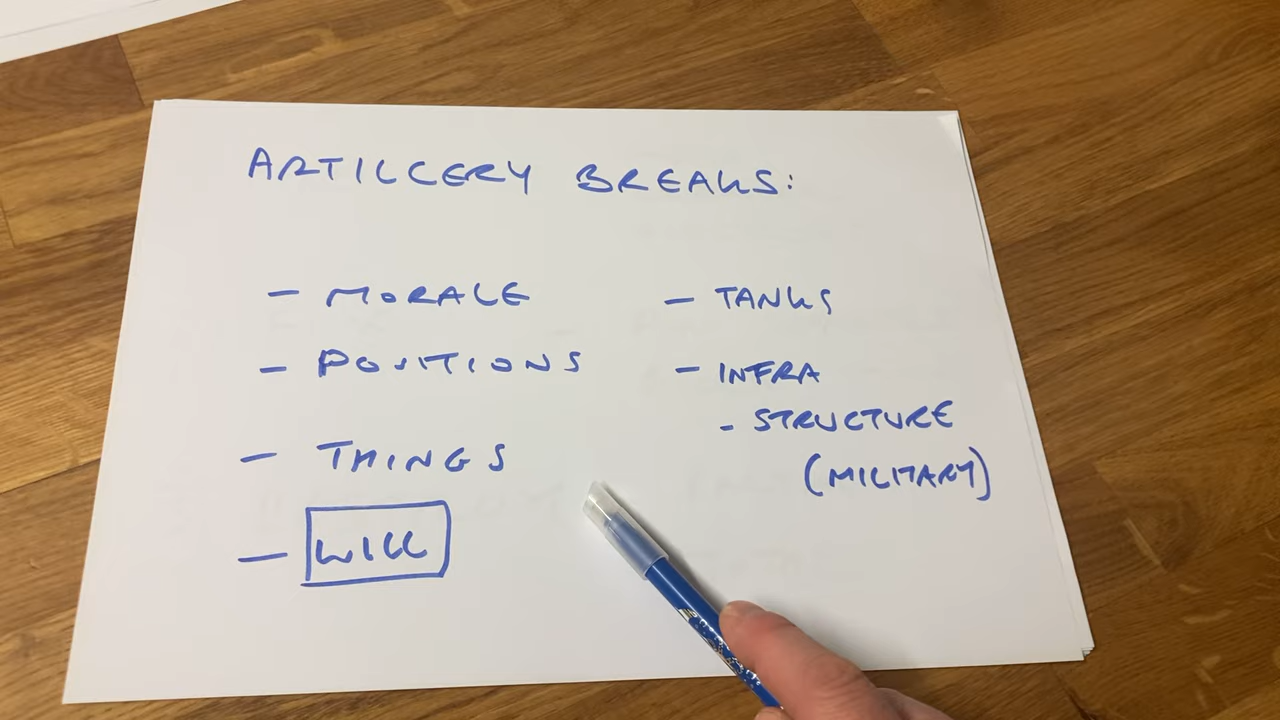 ARTILLERY BREAKS:
- MORALE
- POSITIONS
- THINGS
- WILL
- TANKS
- INFRA
- STRUCTURE
(MILITARY)